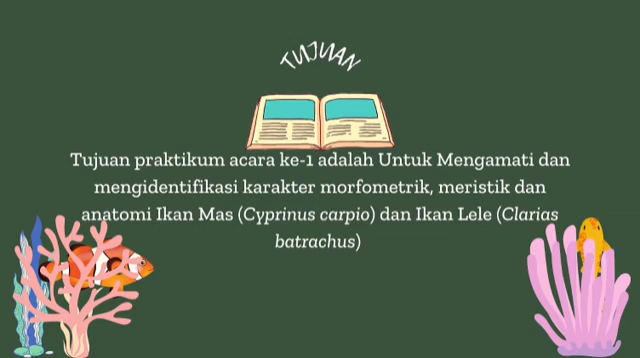 TUJUAN
Tujuan praktikum acara ke-1 adalah Untuk Mengamati dan
mengidentifikasi karakter morfometrik, meristik dan
anatomi Ikan Mas (Cyprinus carpio) dan Ikan Lele (Clarias
batrachus)